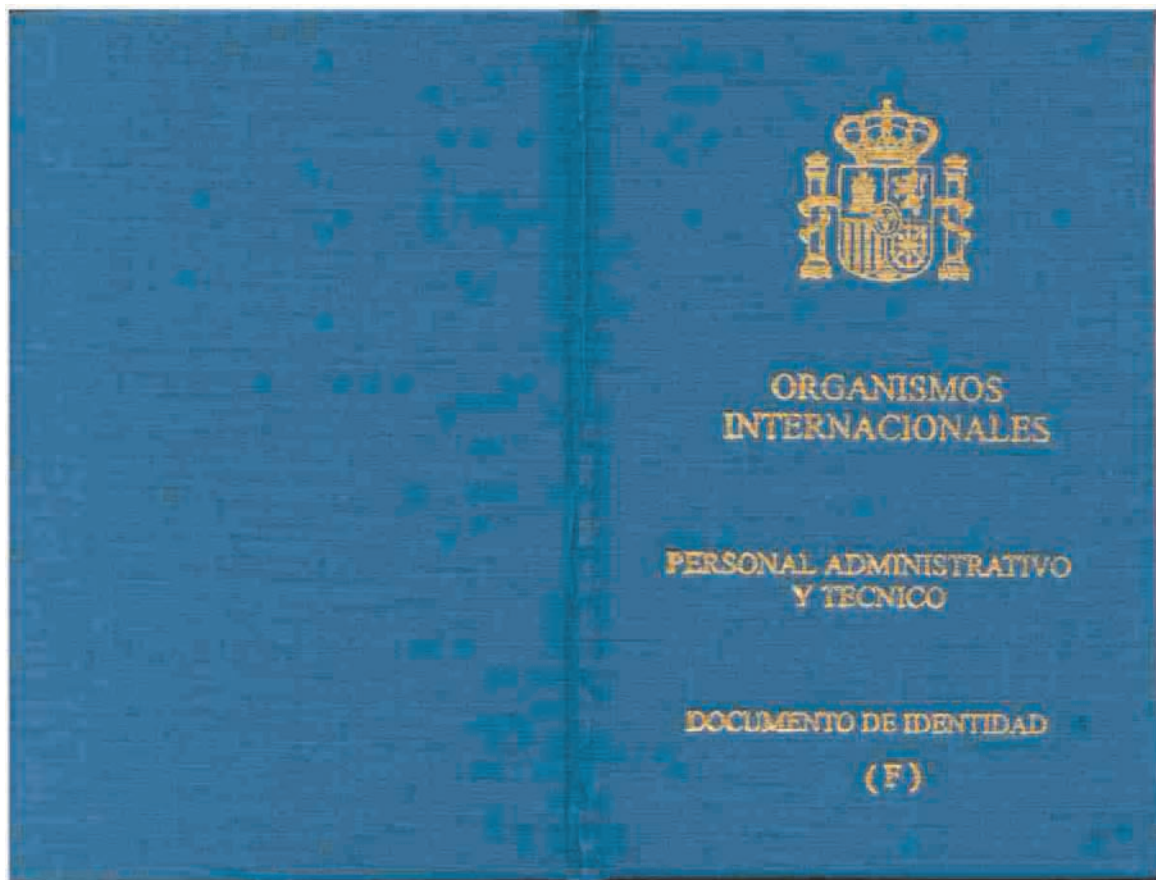 ORGANISMOS
INTERNACIONALES
PERSONAL ADMINISTRATIVO
Y TECNICO
DOCUMENTO DE IDENTIDAD
(F)